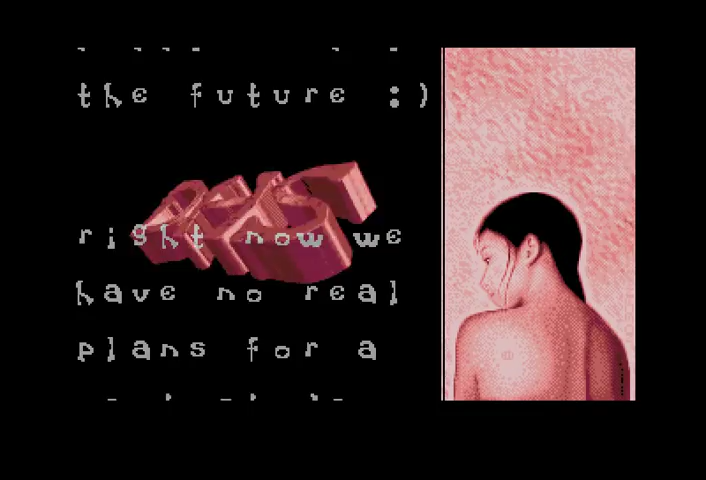 the future :)
right now we
have no real
plans for a